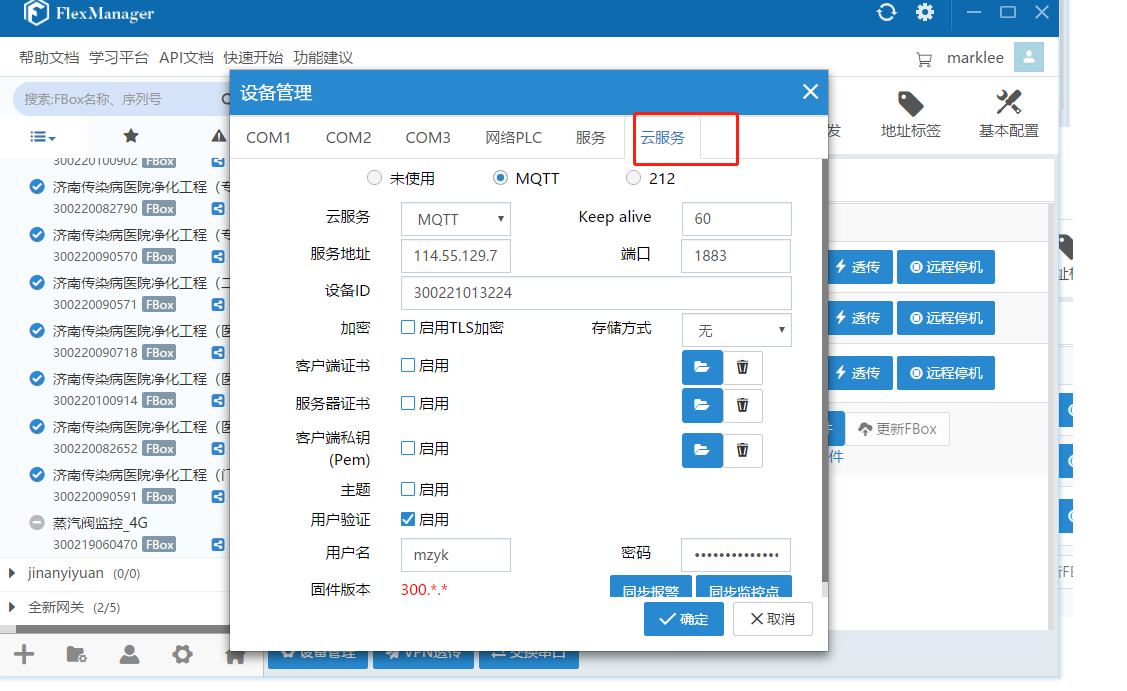 FlexManager
帮助文档 学习平台 API文档 快速开始 功能建议
marklee
搜索:FBox名称、序列号
300220100902 FBox
济南传染病医院净化工程（专
300220082790 FBox
济南传染病医院净化工程（专
300220090570 FBox
济南传染病医院净化工程（二
300220090571 FBox
济南传染病医院净化工程（医
300220090718 FBox
济南传染病医院净化工程（医
300220100914 FBox
济南传染病医院净化工程（医
300220082652 FBox
济南传染病医院净化工程（门
300220090591 FBox
蒸汽阀监控_4G
300219060470 FBox
jinanyiyuan (0/0)
全新网关 (2/5)
设备管理
COM1 COM2 COM3 网络PLC 服务 云服务
未使用 MQTT 212
云服务 MQTT Keep alive 60
服务地址 114.55.129.7 端口 1883
设备ID 300221013224
加密 启用TLS加密 存储方式 无
客户端证书 启用
服务器证书 启用
客户端私钥
(Pem) 启用
主题 启用
用户验证 启用
用户名 mzyk 密码 ••••••••••••••
固件版本 300.*.* 同步报警 同步监控点
确定 取消
发 地址标签 基本配置
透传 远程停机
透传 远程停机
透传 远程停机
件 更新FBox
件
设备管理 VPN透传 交换串口